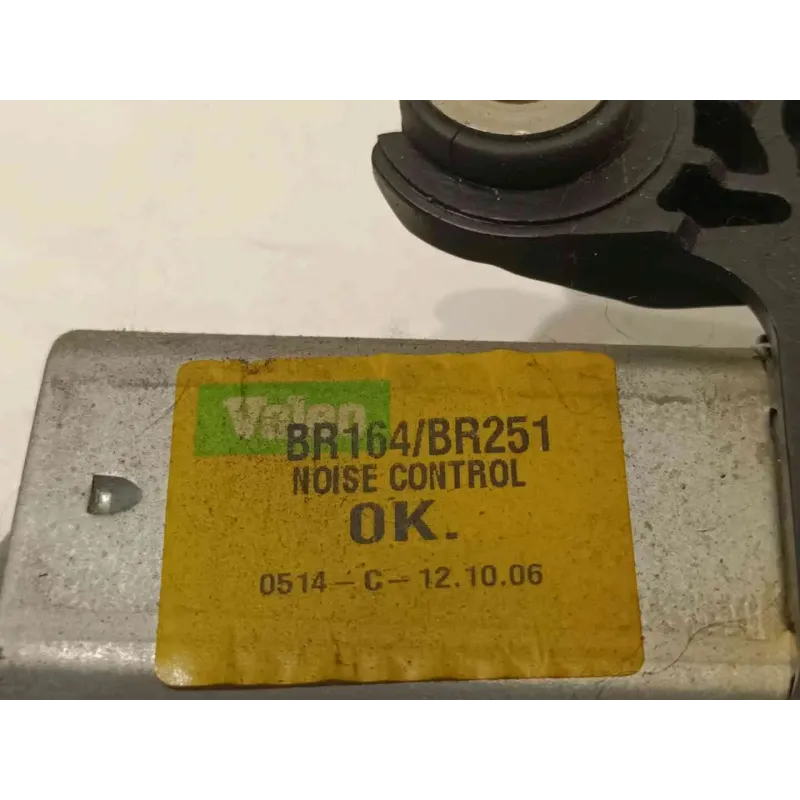 Valeo
BR164/BR251
NOISE CONTROL
OK.
0514-C-12.10.06